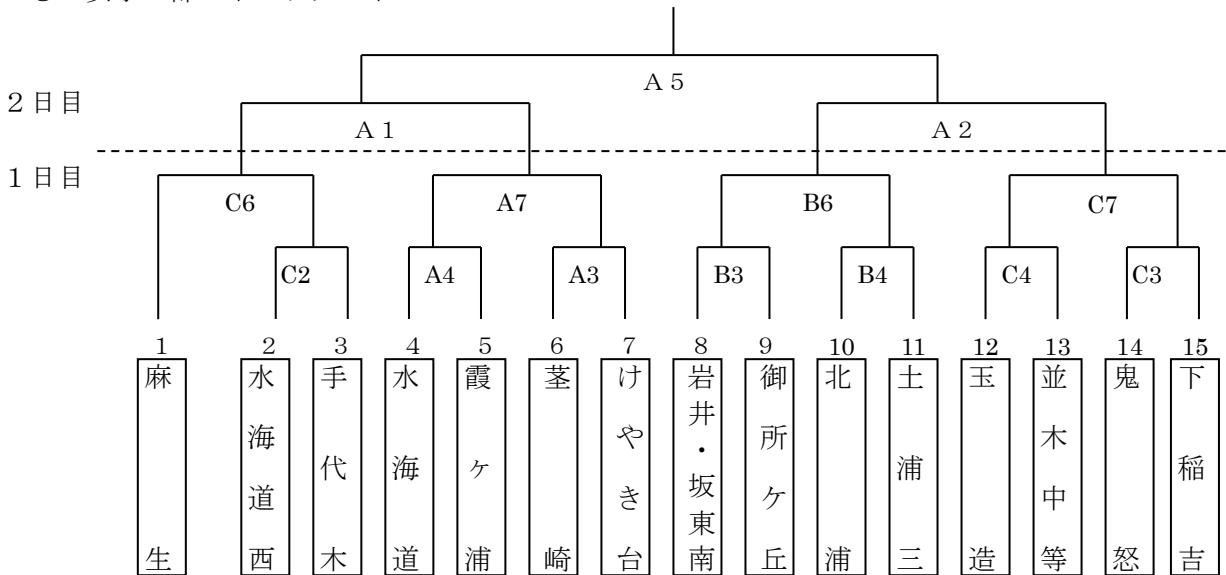 A 5
2日目
A 1
A 2
1日目
C6
A7
B6
C7
C2
A4
A3
B3
B4
C4
C3
1 2 3 4 5 6 7 8 9 10 11 12 13 14 15
麻生
水海道西
手代木
水海道
霞ヶ浦
茎崎
けやき台
岩井・坂東南
御所ケ丘
北浦
土浦三
玉造
並木中等
鬼怒
下稲吉